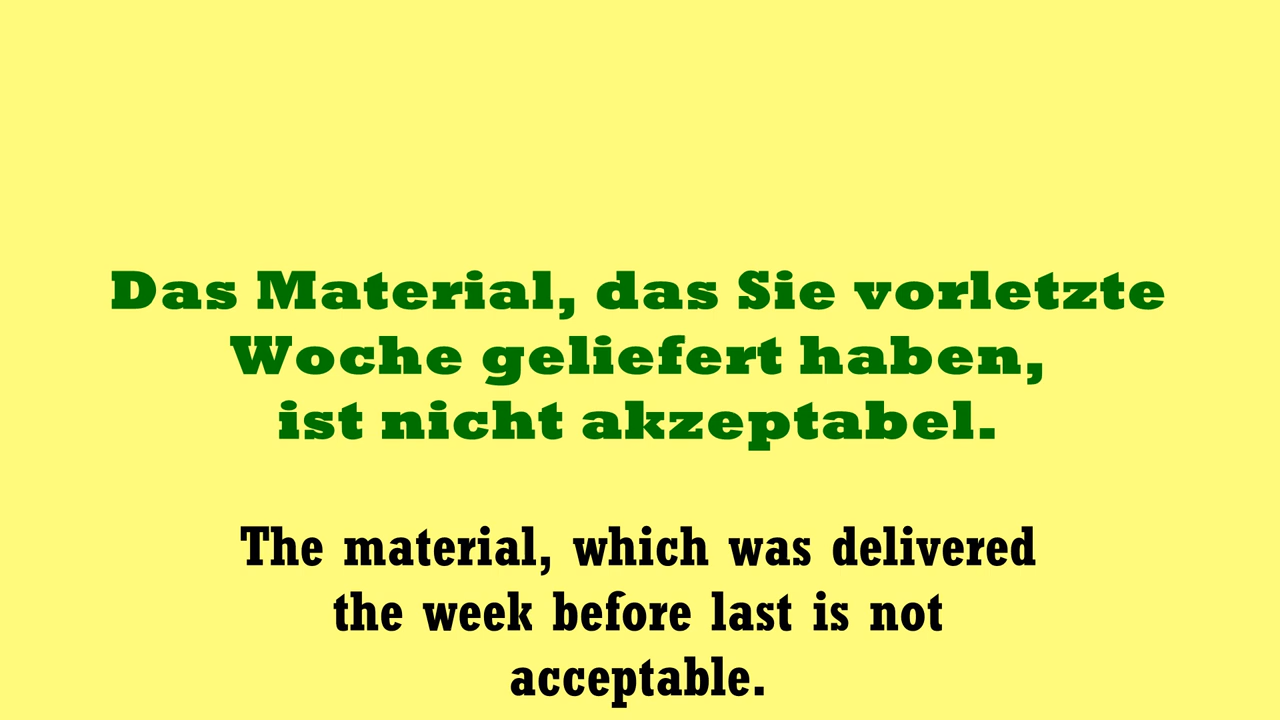 Das Material, das Sie vorletzte
Woche geliefert haben,
ist nicht akzeptabel.
The material, which was delivered
the week before last is not
acceptable.